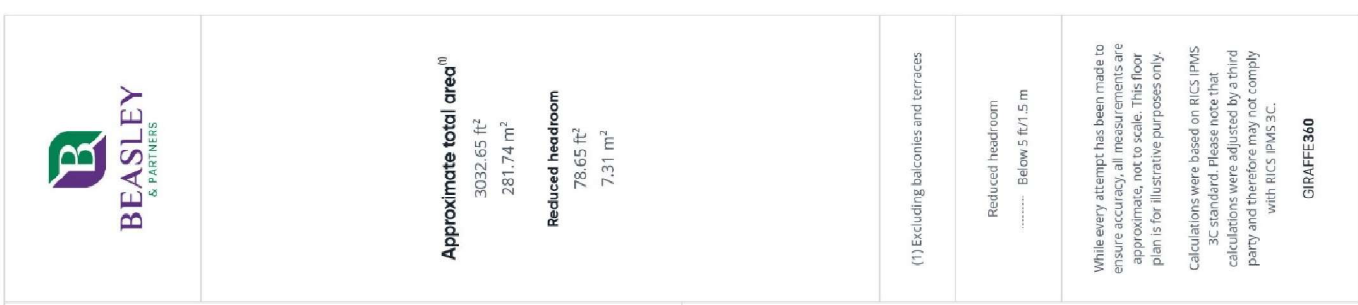 BEASLEY
& PARTNERS
Approximate total area(1)
3032.65 ft²
281.74 m²
Reduced headroom
78.65 ft²
7.31 m²
(1) Excluding balconies and terraces
Reduced headroom
---------- Below 5 ft/1.5 m
While every attempt has been made to
ensure accuracy, all measurements are
approximate, not to scale. This floor
plan is for illustrative purposes only.
Calculations were based on RICS IPMS
3C standard. Please note that
calculations were adjusted by a third
party and therefore may not comply
with RICS IPMS 3C.
GIRAFFE360